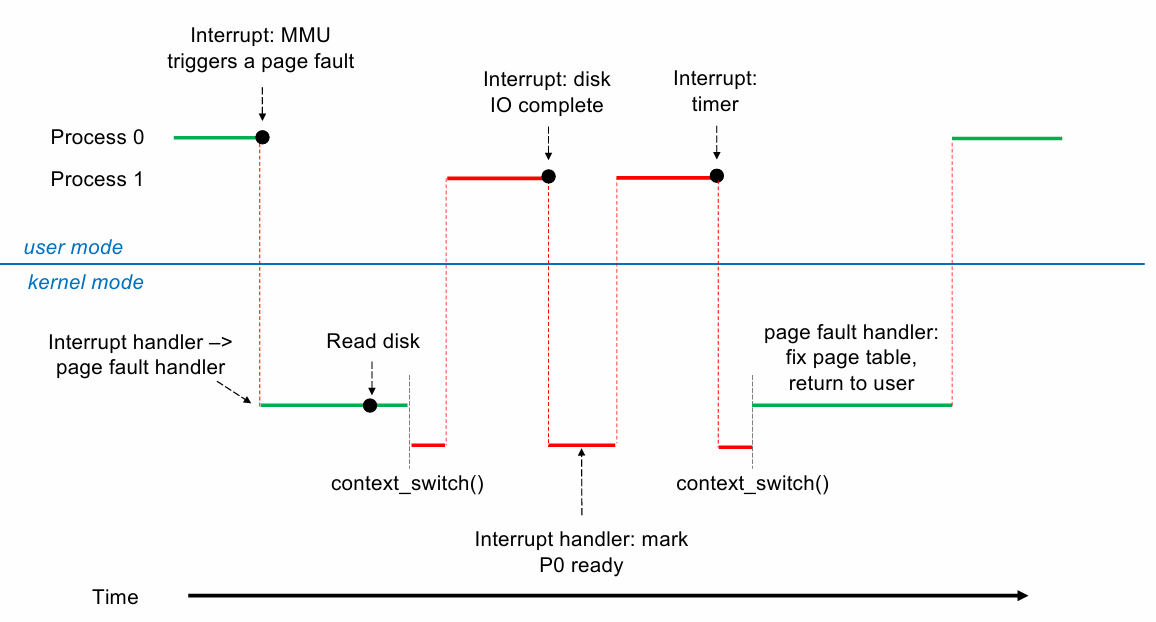 Interrupt: MMU
triggers a page fault
Interrupt: disk
IO complete
Interrupt:
timer
Process 0
Process 1
user mode
kernel mode
Interrupt handler –>
page fault handler
Read disk
page fault handler:
fix page table,
return to user
context_switch()
context_switch()
Interrupt handler: mark
P0 ready
Time